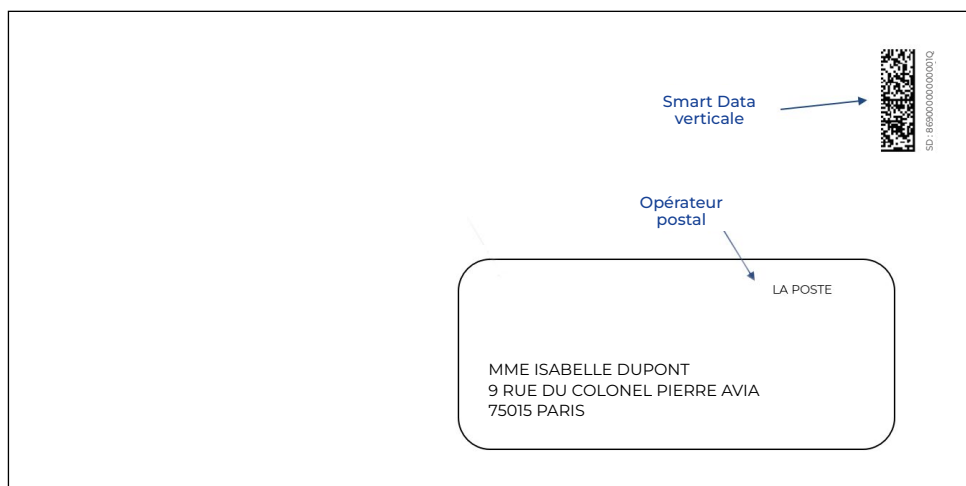 Smart Data
verticale
SD : 869000000000001Q
Opérateur
postal
LA POSTE
MME ISABELLE DUPONT
9 RUE DU COLONEL PIERRE AVIA
75015 PARIS